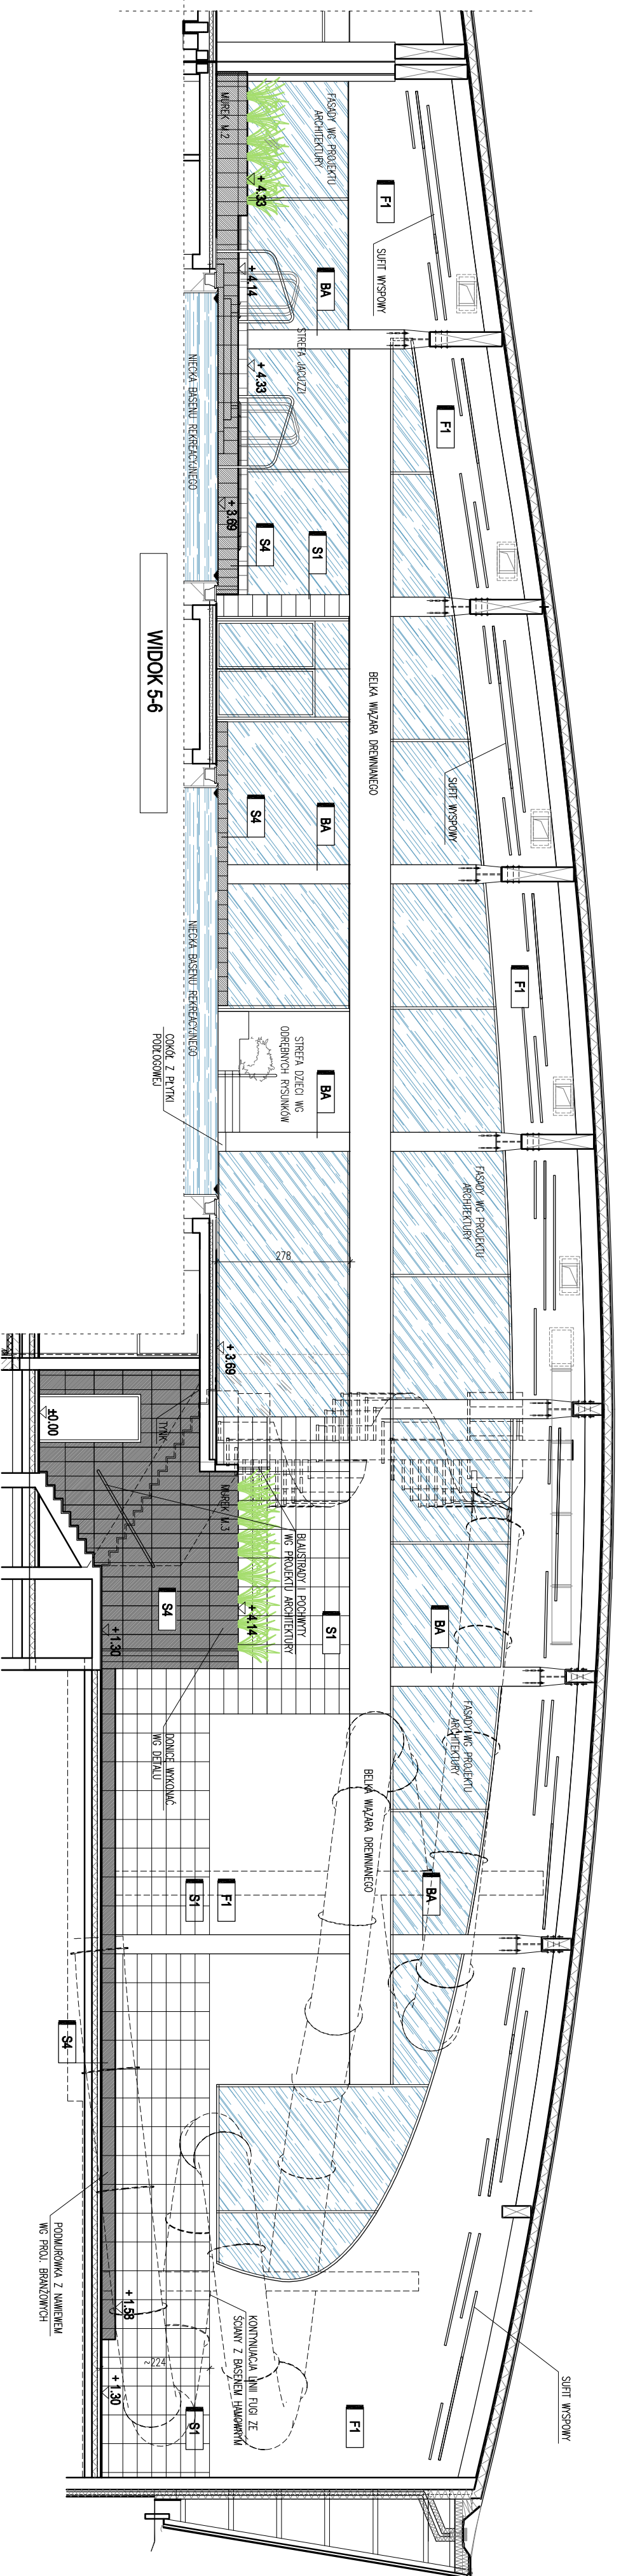 FASADY WG PROJEKTU
ARCHITEKTURY
MUREK M.2
+ 4.33
F1
SUFIT WYSPOWY
BA
+ 4.14
STREFA JACUZZI
+ 4.33
NIECKA BASENU REKREACYJNEGO
F1
+ 3.69
S4
S1
WIDOK 5-6
BELKA WIĄZARA DREWNIANEGO
SUFIT WYSPOWY
S4
BA
NIECKA BASENU REKREACYJNEGO
F1
COKÓŁ Z PŁYTKI
PODŁOGOWEJ
STREFA DZIECI WG
ODRĘBNYCH RYSUNKÓW
BA
FASADY WG PROJEKTU
ARCHITEKTURY
278
+ 3.69
±0.00
TYNK
MUREK M.3
BLAUSTRADY I POCHWYTY
WG PROJEKTU ARCHITEKTURY
S4
+ 4.14
S1
BA
+ 1.30
FASADY WG PROJEKTU
ARCHITEKTURY
DONICE WYKONAĆ
WG DETALU
BELKA WIĄZARA DREWNIANEGO
S1
F1
BA
S4
PODMURÓWKA Z NAWIEWEM
WG PROJ. BRANŻOWYCH
+ 1.58
~224
KONTYNUACJA LINII FUGI ZE
ŚCIANY Z BASENEM HAMOWNYM
+ 1.30
S1
F1
SUFIT WYSPOWY